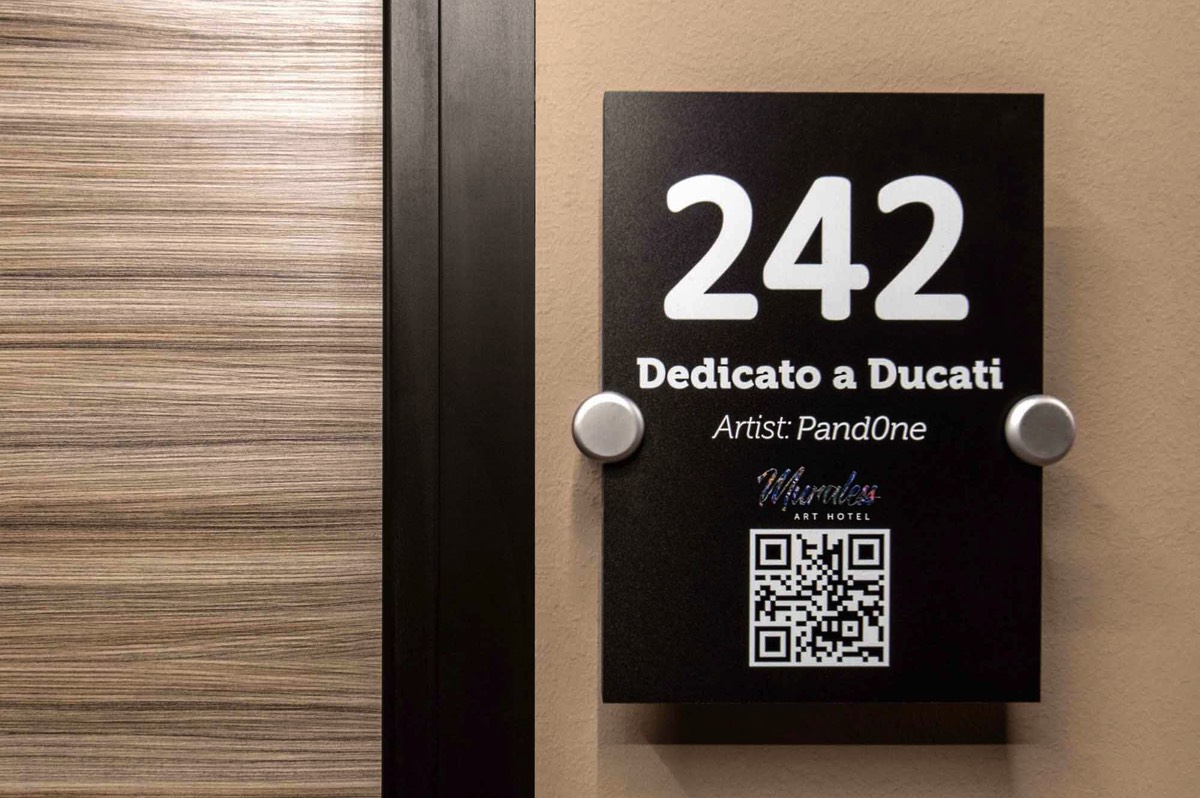 242
Dedicato a Ducati
Artist: Pand0ne
Muraless
ART HOTEL